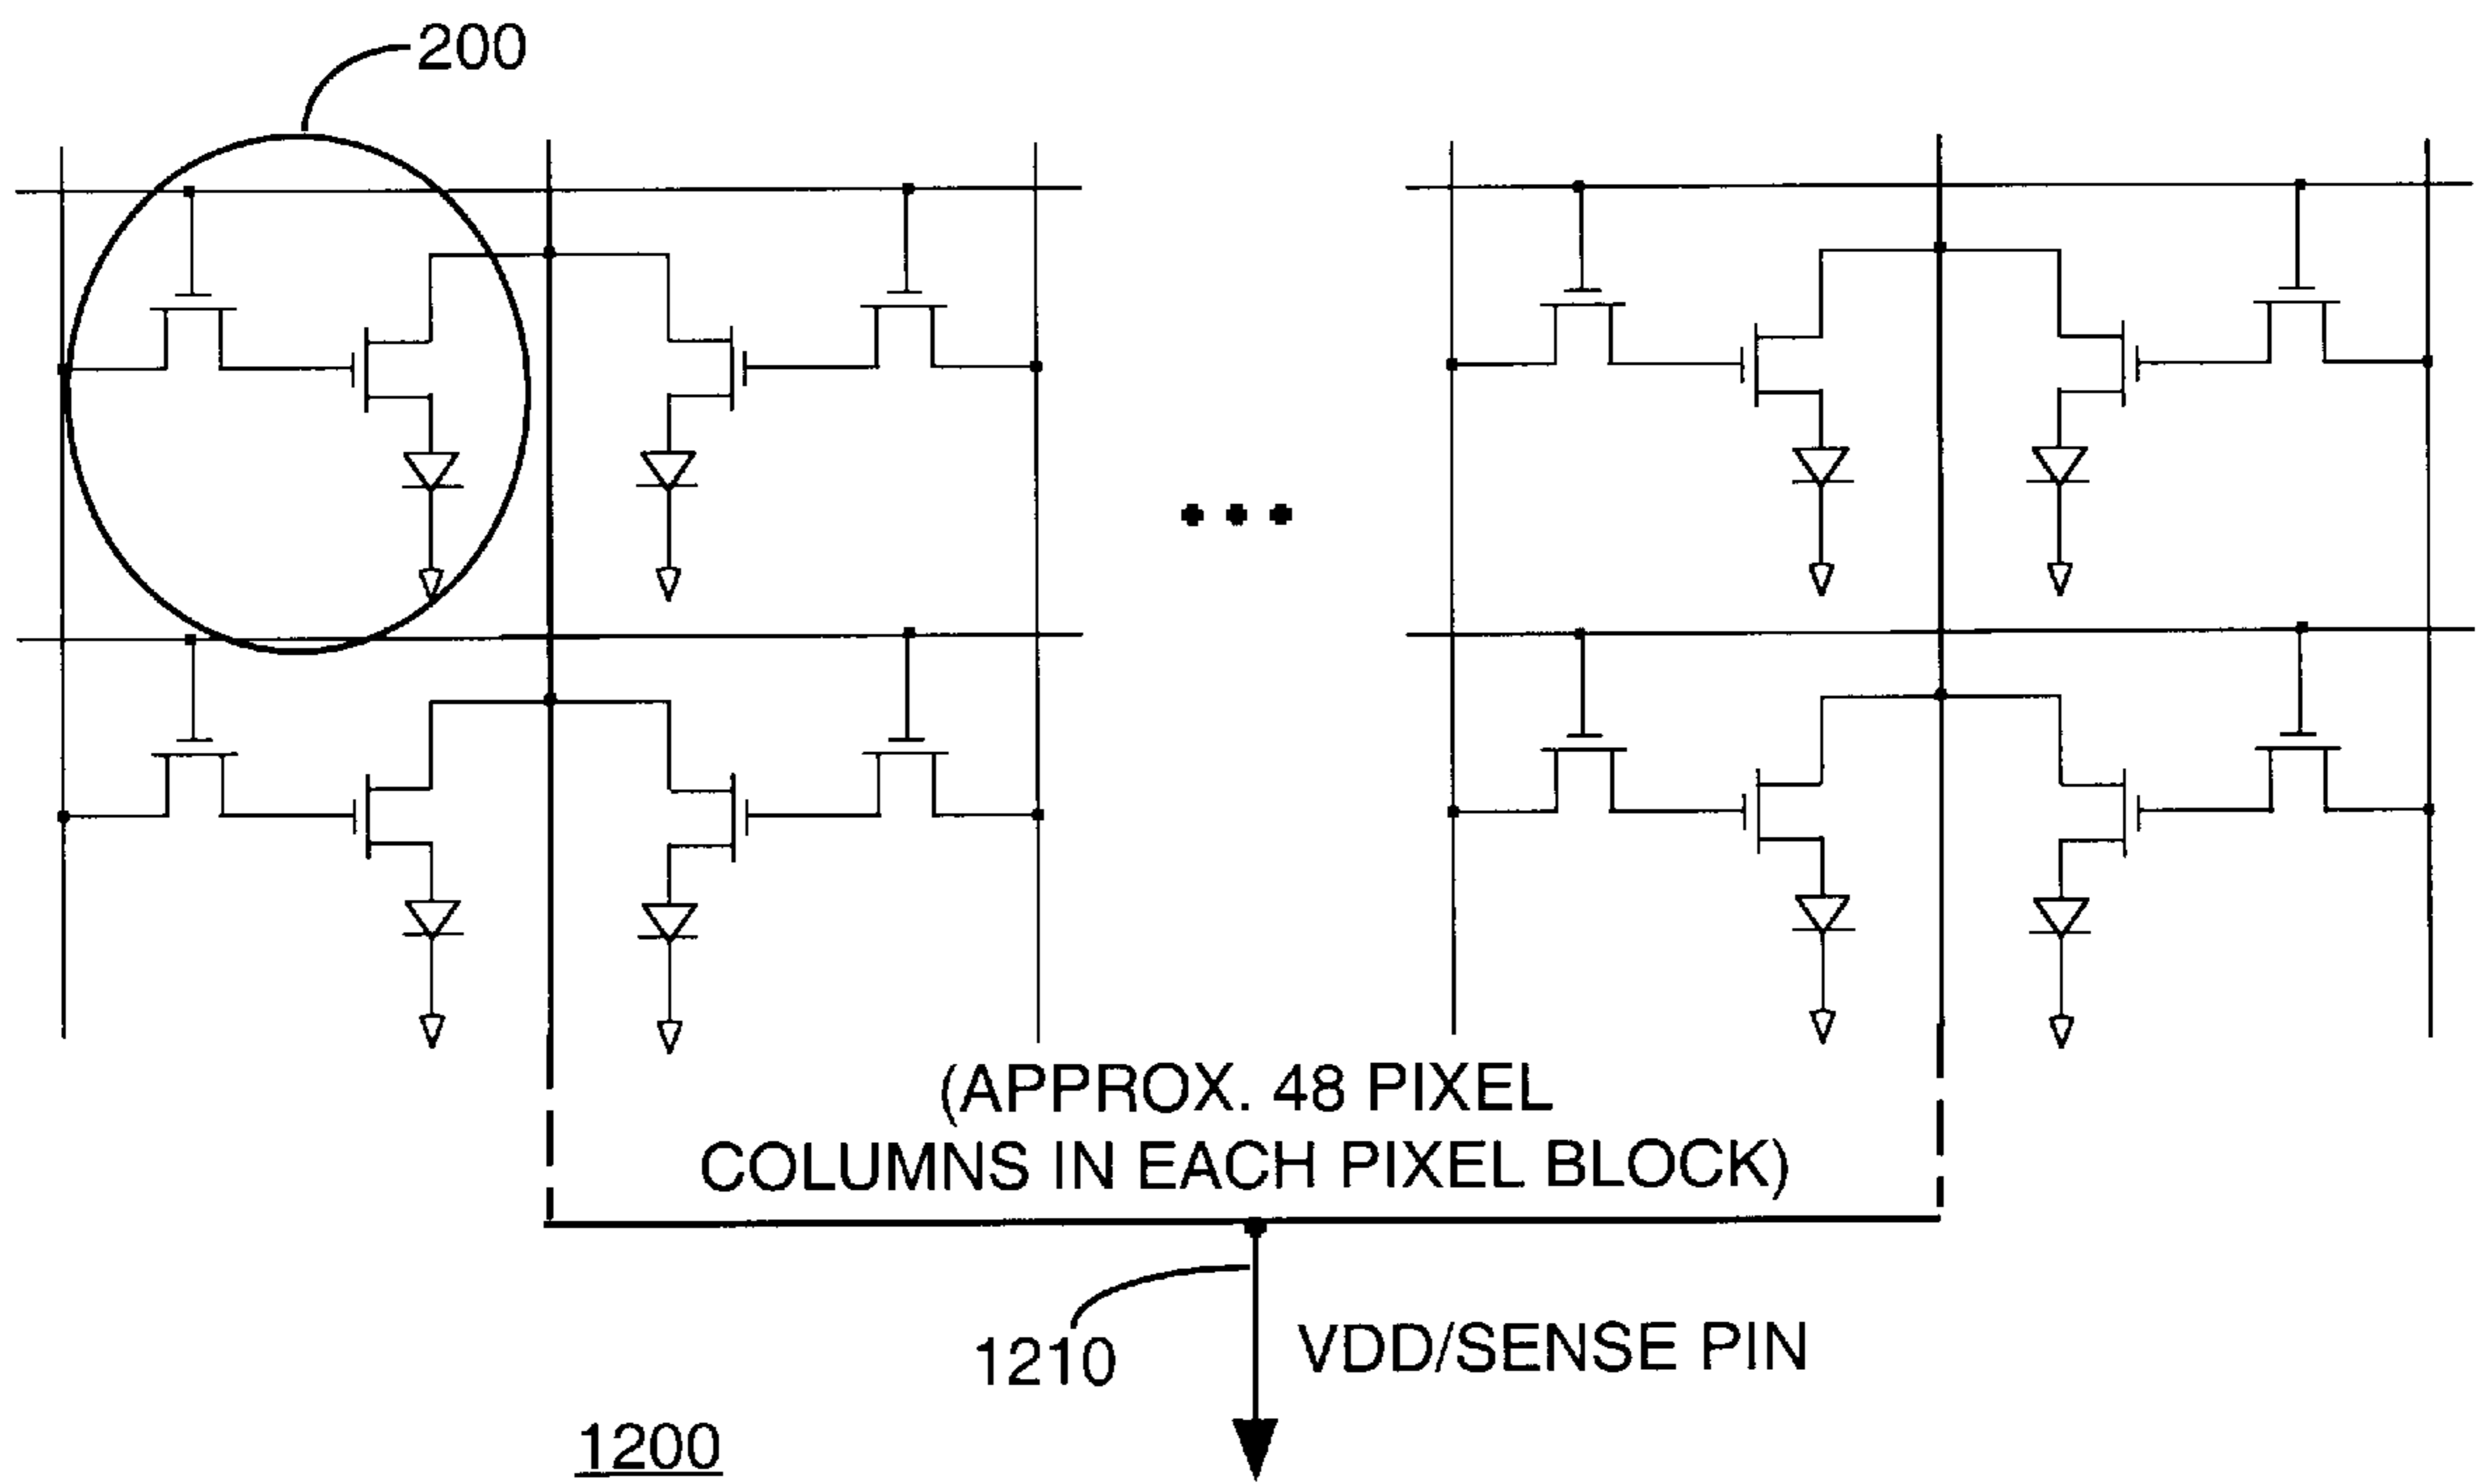 200
(APPROX. 48 PIXEL
COLUMNS IN EACH PIXEL BLOCK)
1210
VDD/SENSE PIN
1200